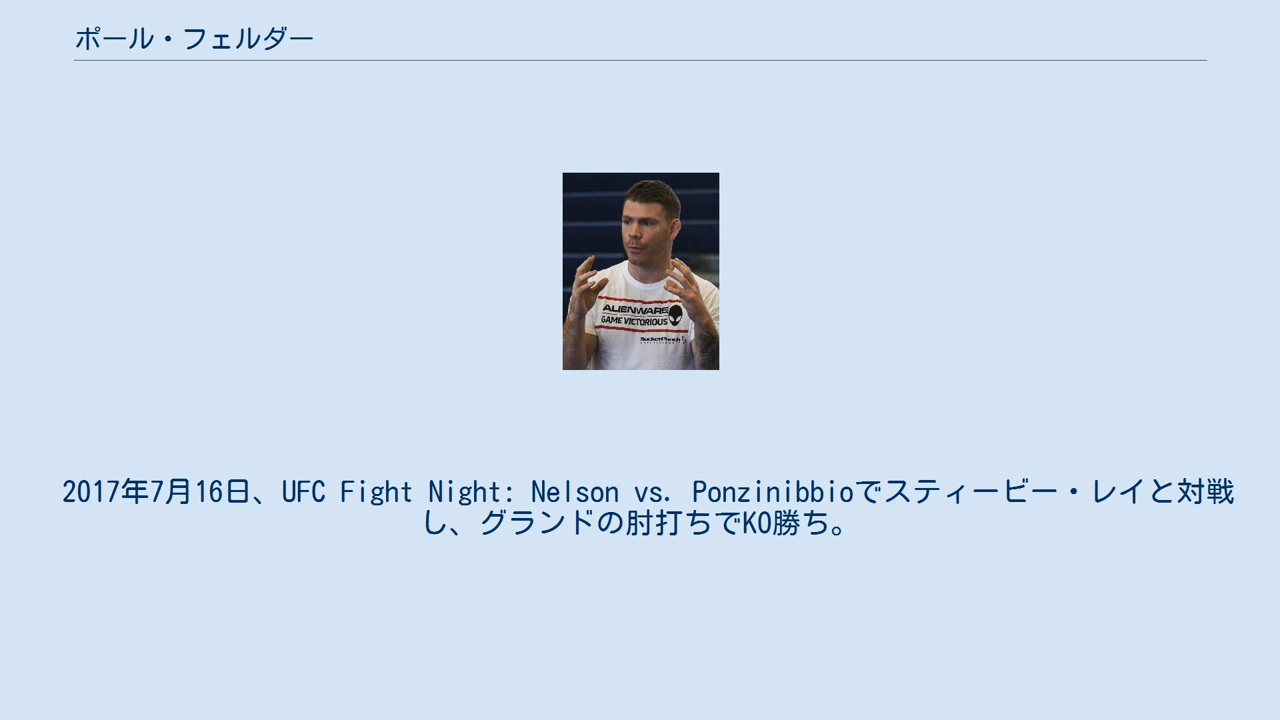 ポール・フェルダー
ALIENWARE
GAME VICTORIOUS
SuckerPunch
2017年7月16日、UFC Fight Night: Nelson vs. Ponzinibbioでスティービー・レイと対戦
し、グランドの肘打ちでKO勝ち。